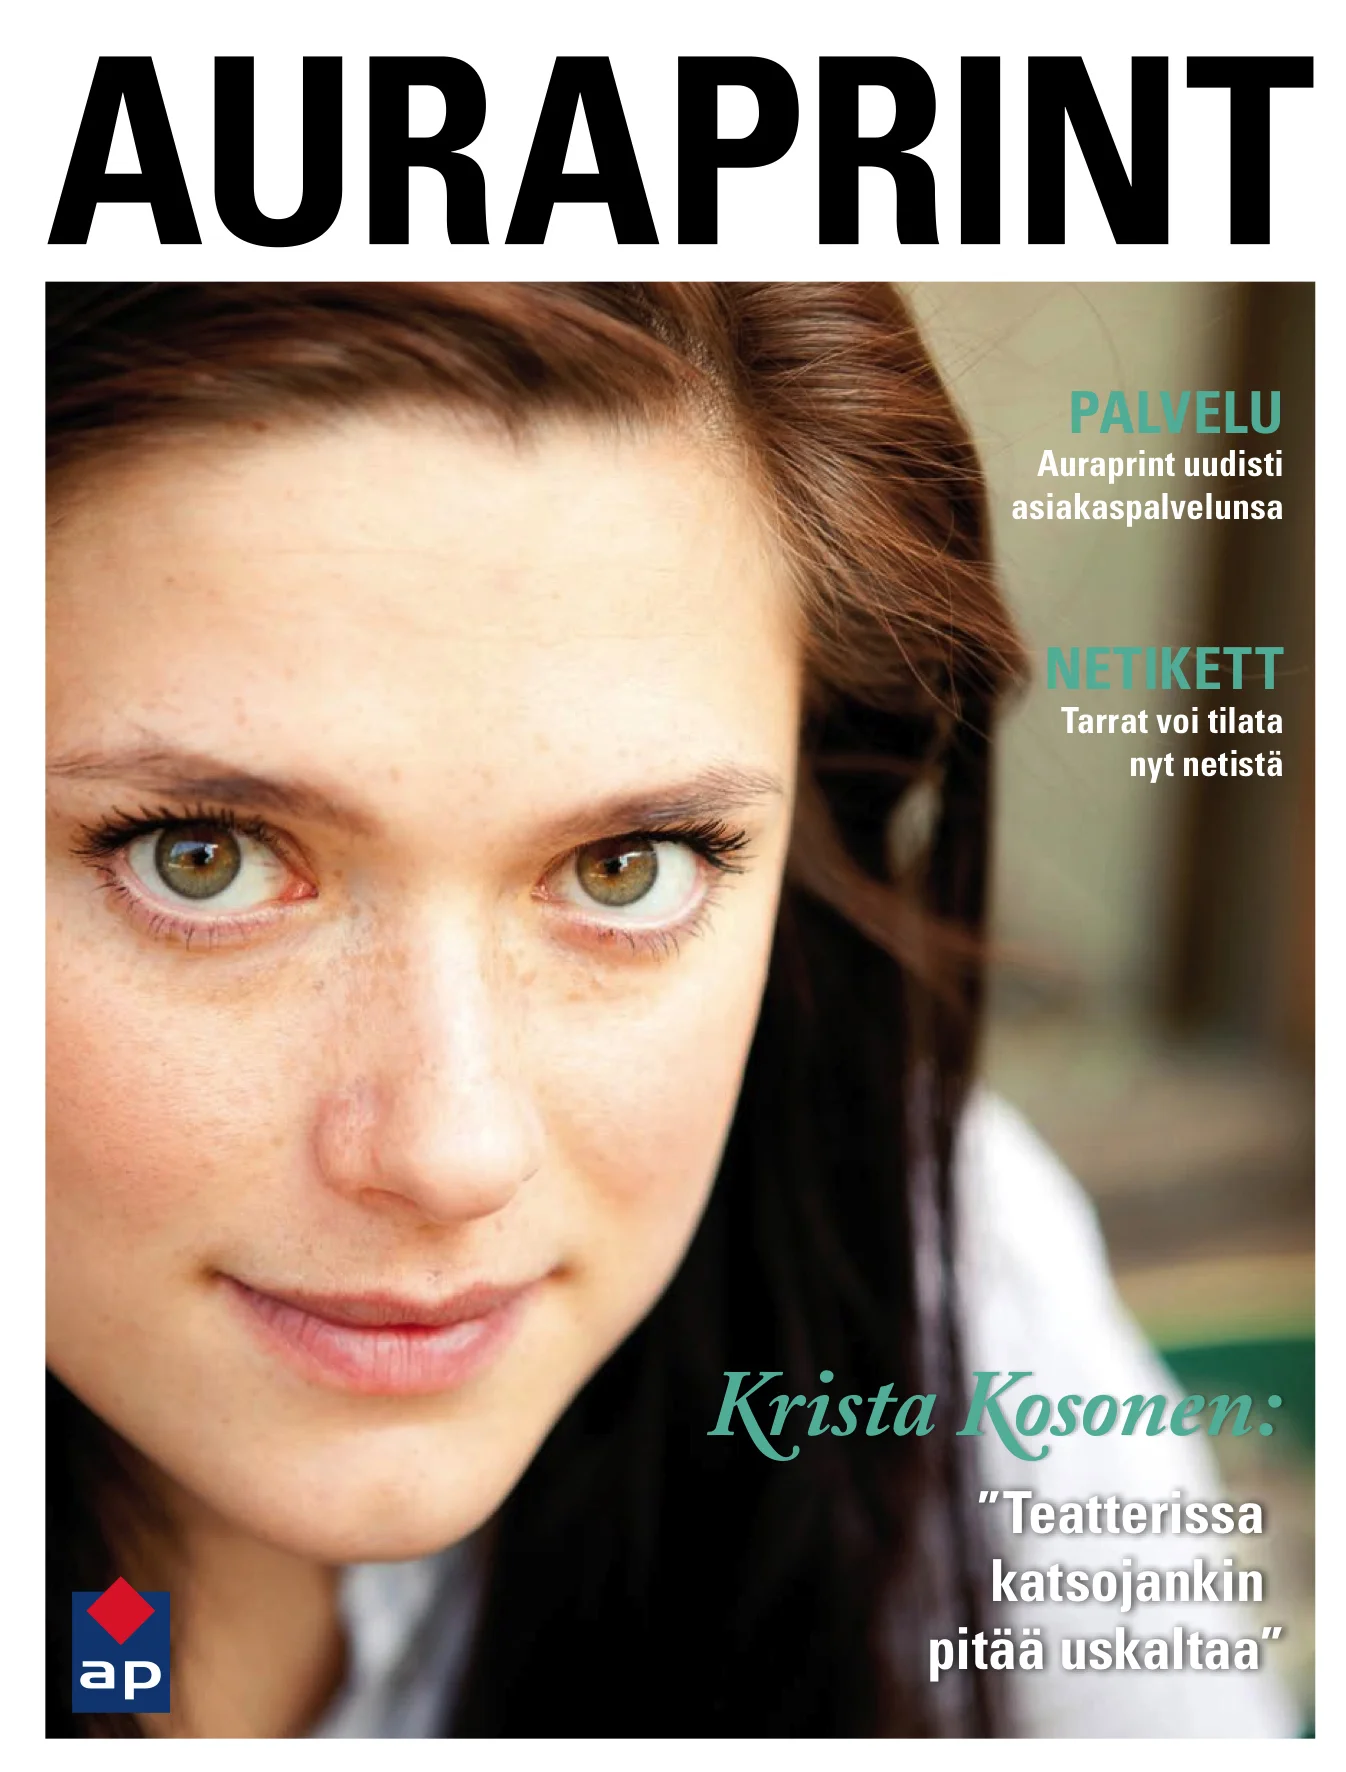 AURAPRINT
PALVELU
Auraprint uudisti
asiakaspalvelunsa
NETIKETT
Tarrat voi tilata
nyt netistä
Krista Kosonen:
”Teatterissa
katsojankin
pitää uskaltaa”
ap